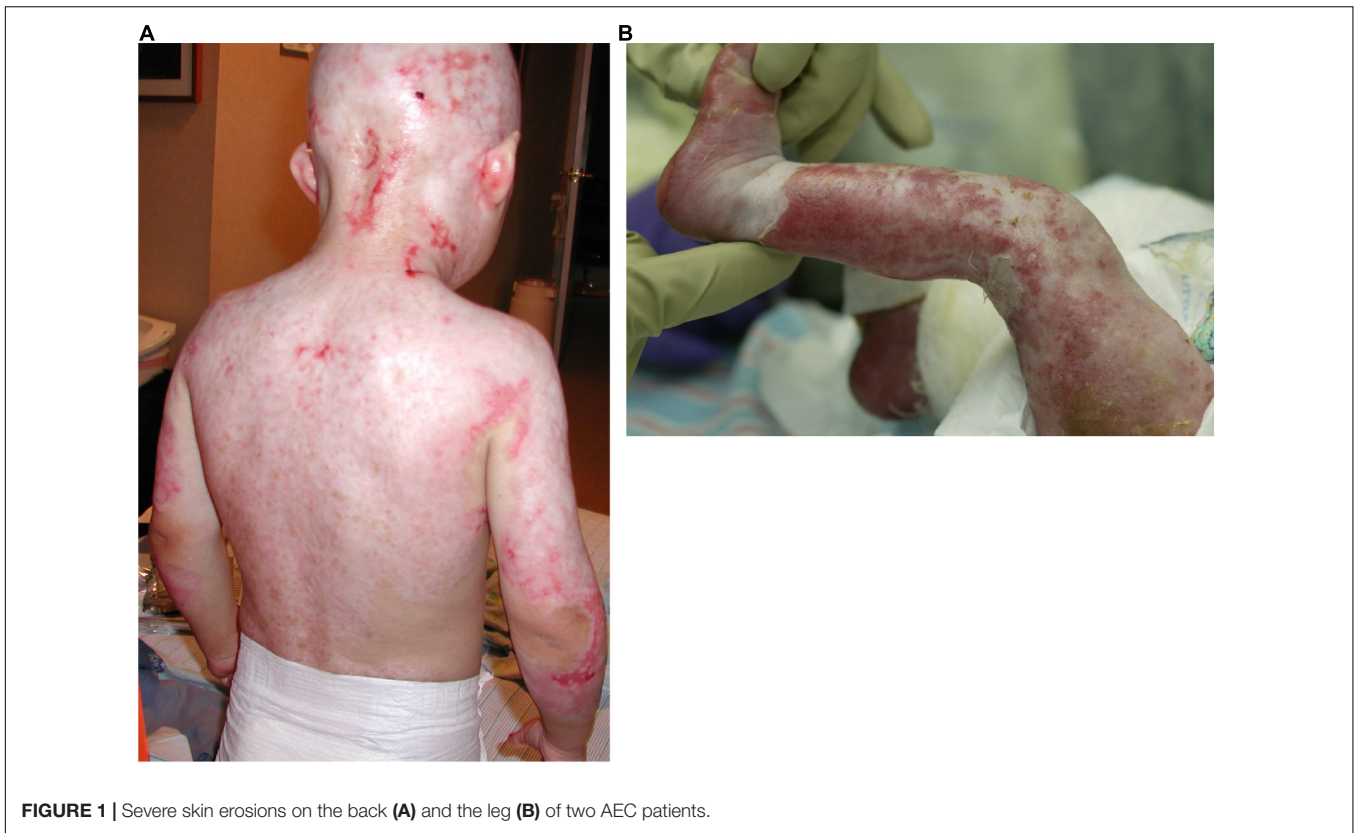 A
B
FIGURE 1 | Severe skin erosions on the back (A) and the leg (B) of two AEC patients.